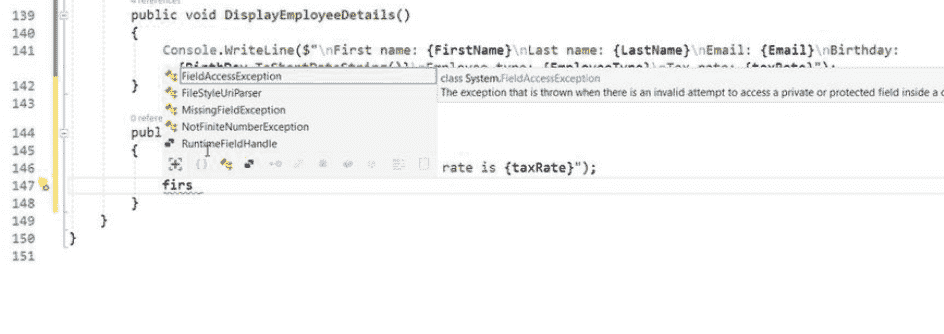 139 public void DisplayEmployeeDetails()
140 {
141 Console.WriteLine($"\nFirst name: {FirstName}\nLast name: {LastName}\nEmail: {Email}\nBirthday:
FieldAccessException
class System.FieldAccessException
FileStyleUriParser
The exception that is thrown when there is an invalid attempt to access a private or protected field inside a
142 }
MissingFieldException
143
NotFiniteNumberException
0 refere
144 publ
RuntimeFieldHandle
145 {
146 rate is {taxRate}");
147 firs
148 }
149 }
150 }
151